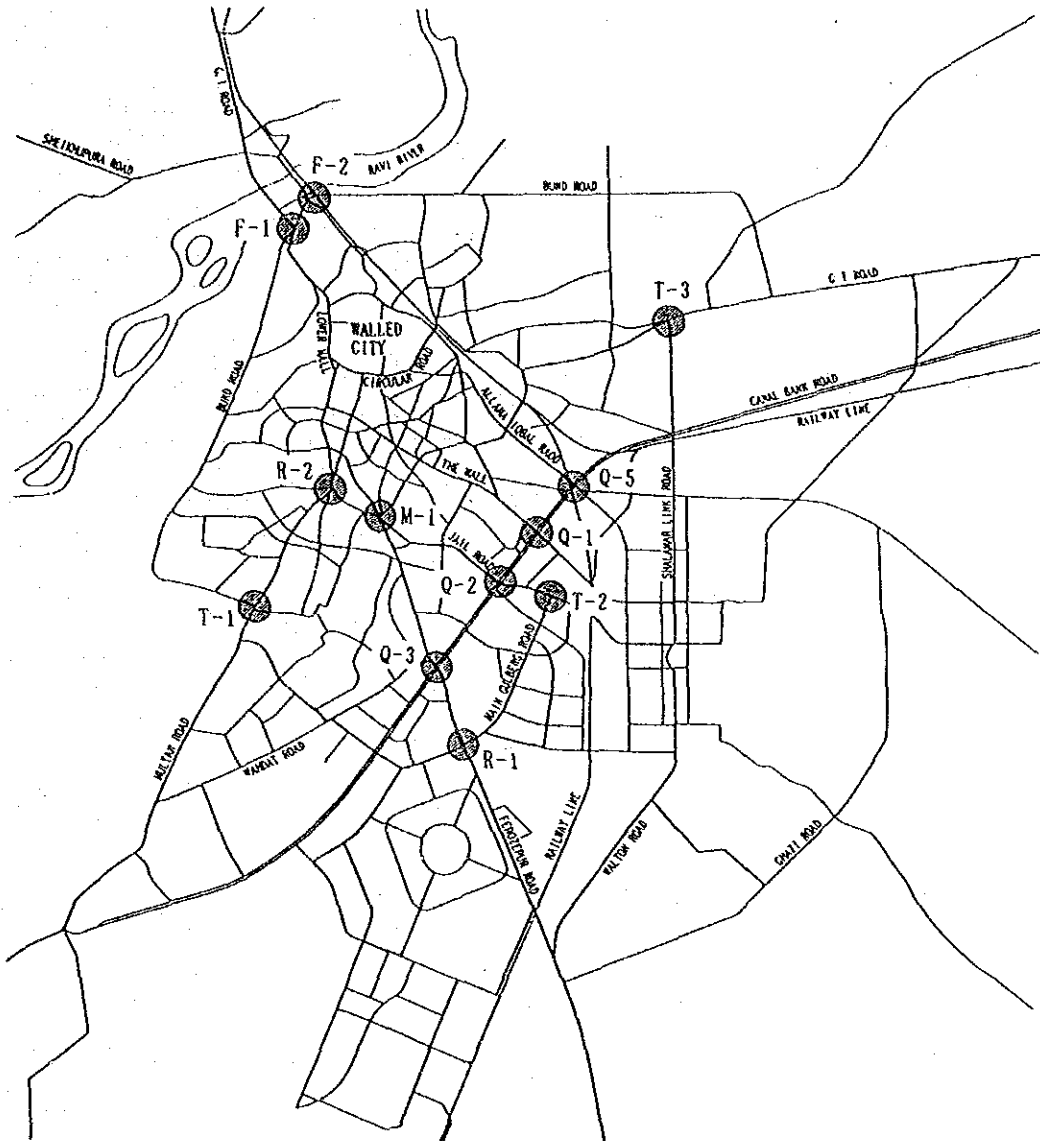 G. T ROAD
SHEIKHUPURA ROAD
RAVI RIVER
F-2
BUND ROAD
F-1
G T ROAD
T-3
LOWER WALL
WALLED
CITY
CIRCULAR ROAD
BUND ROAD
ALLAMA IQBAL ROAD
CANAL BANK ROAD
RAILWAY LINE
THE MALL
R-2
Q-5
M-1
Q-1
JAIL ROAD
SHALAMAR LINK ROAD
Q-2
T-2
T-1
Q-3
MAIN GULBERG ROAD
R-1
MULTAN ROAD
WAHDAT ROAD
FEROZEPUR ROAD
RAILWAY LINE
WALTON ROAD
GHAZI ROAD